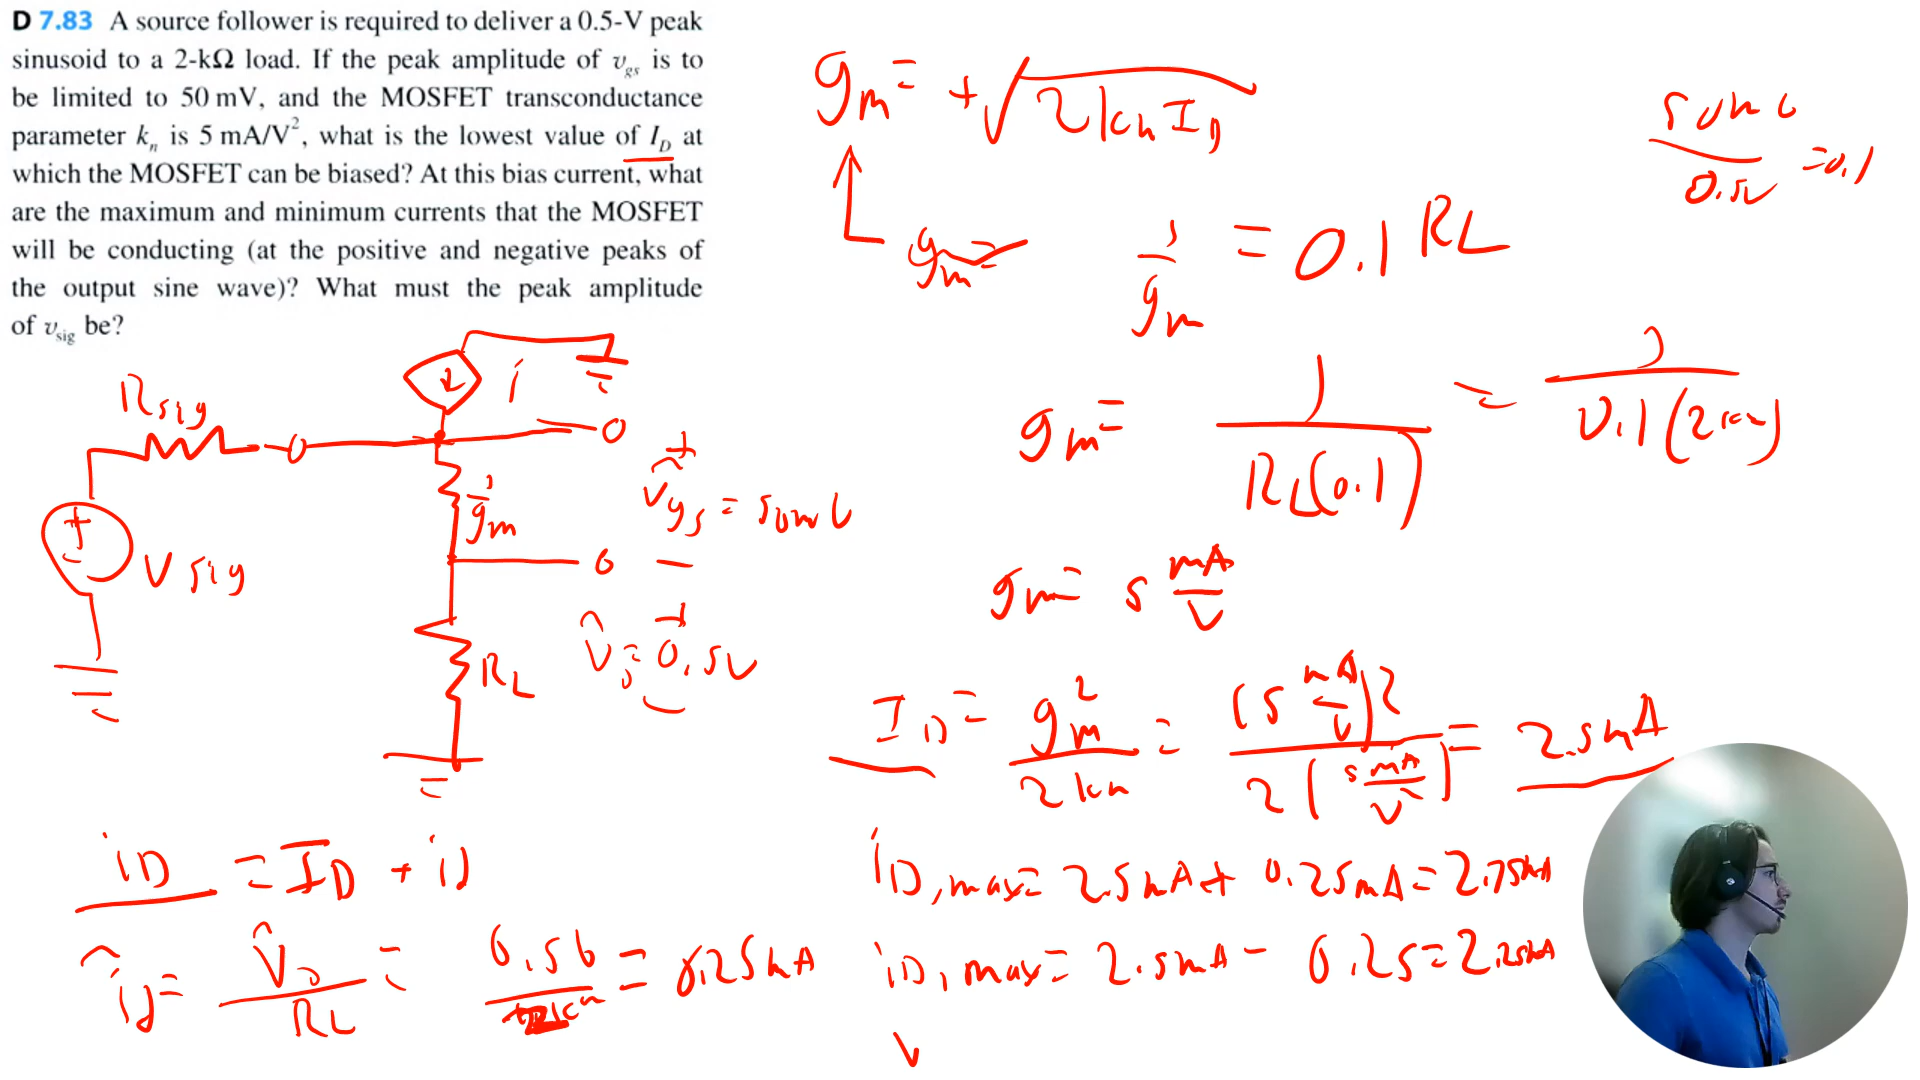 D 7.83 A source follower is required to deliver a 0.5-V peak
sinusoid to a 2-kΩ load. If the peak amplitude of v_gs is to
be limited to 50 mV, and the MOSFET transconductance
parameter k_n is 5 mA/V², what is the lowest value of I_D at
which the MOSFET can be biased? At this bias current, what
are the maximum and minimum currents that the MOSFET
will be conducting (at the positive and negative peaks of
the output sine wave)? What must the peak amplitude
of v_sig be?
Rsig
Vsig
i
1/gm
+
v̂gs = 50mV
−
+
v̂o = 0.5V
−
RL
iD = ID + id
îd = v̂o/RL = 0.5V/2k = 0.25mA
gm = +√(2knID)
gm =
50mV/0.5V = 0.1
1/gm = 0.1 RL
gm = 1/(RL(0.1)) = 1/(0.1(2k))
gm = 5 mA/V
ID = gm²/2kn = (5 mA/V)²/2(5 mA/V²) = 2.5mA
iD,max = 2.5mA + 0.25mA = 2.75mA
iD,max = 2.5mA − 0.25 = 2.25mA
V